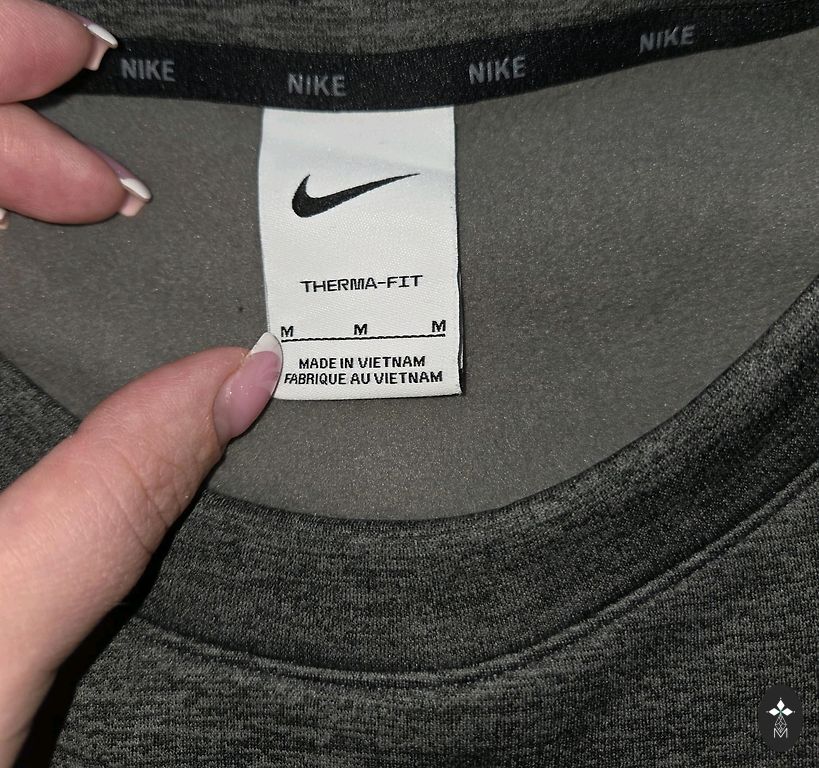 NIKE NIKE NIKE NIKE
THERMA-FIT
M M M
MADE IN VIETNAM
FABRIQUE AU VIETNAM
M